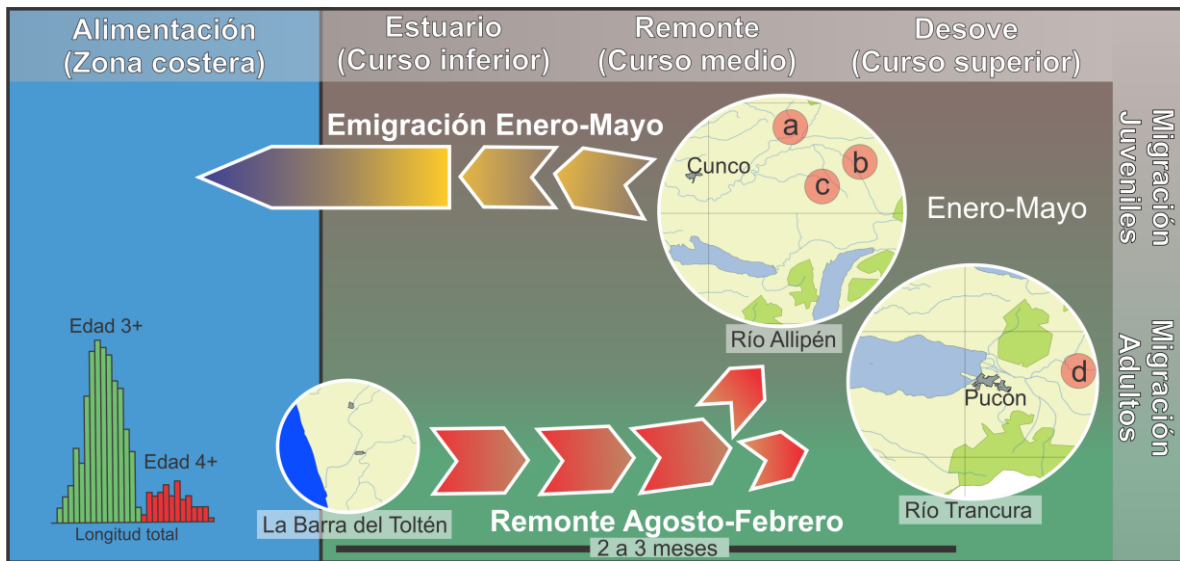 Alimentación
(Zona costera)
Estuario
(Curso inferior)
Remonte
(Curso medio)
Desove
(Curso superior)
Migración
Juveniles
Emigración Enero-Mayo
a
b
c
Cunco
Enero-Mayo
Río Allipén
Migración
Adultos
Edad 3+
Edad 4+
Longitud total
La Barra del Toltén
d
Pucón
Río Trancura
Remonte Agosto-Febrero
2 a 3 meses